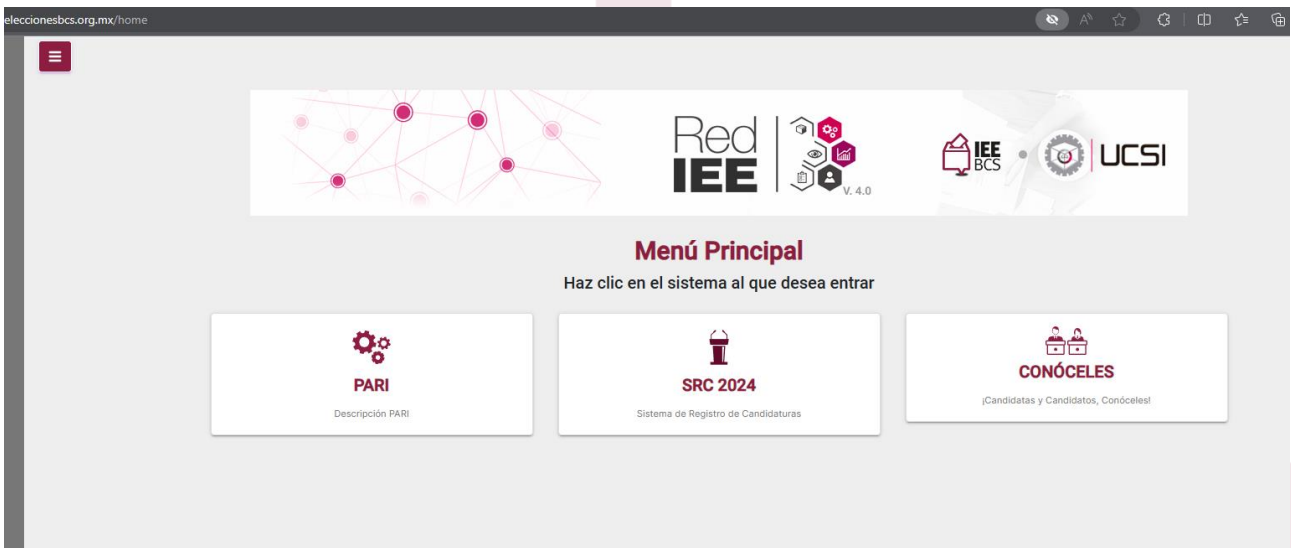 eleccionesbcs.org.mx/home
Red
IEE
V. 4.0
IEE
BCS
UCSI
Menú Principal
Haz clic en el sistema al que desea entrar
PARI
Descripción PARI
SRC 2024
Sistema de Registro de Candidaturas
CONÓCELES
¡Candidatas y Candidatos, Conóceles!